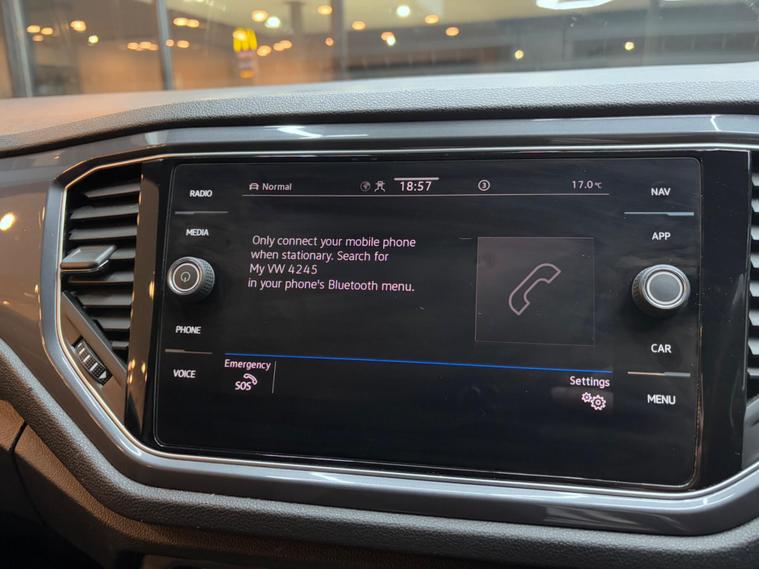 RADIO
MEDIA
PHONE
VOICE
Normal
18:57
3
17.0°C
Only connect your mobile phone
when stationary. Search for
My VW 4245
in your phone's Bluetooth menu.
Emergency
SOS
Settings
NAV
APP
CAR
MENU